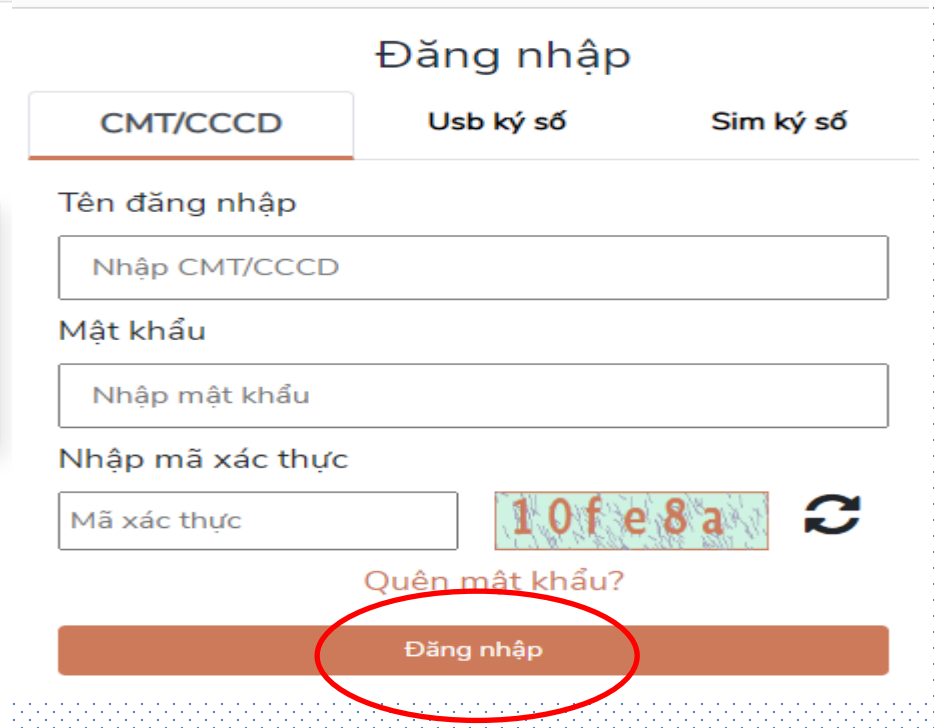 Đăng nhập
CMT/CCCD Usb ký số Sim ký số
Tên đăng nhập
Nhập CMT/CCCD
Mật khẩu
Nhập mật khẩu
Nhập mã xác thực
Mã xác thực 10fe8a
Quên mật khẩu?
Đăng nhập